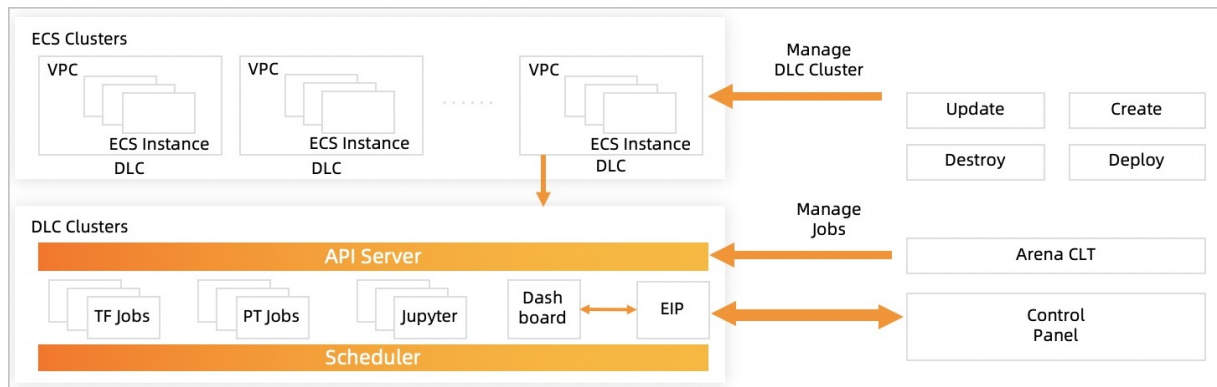 ECS Clusters
VPC
ECS Instance
DLC
VPC
ECS Instance
DLC
......
VPC
ECS Instance
DLC
Manage
DLC Cluster
Update
Create
Destroy
Deploy
DLC Clusters
API Server
TF Jobs
PT Jobs
Jupyter
Dash
board
EIP
Scheduler
Manage
Jobs
Arena CLT
Control
Panel